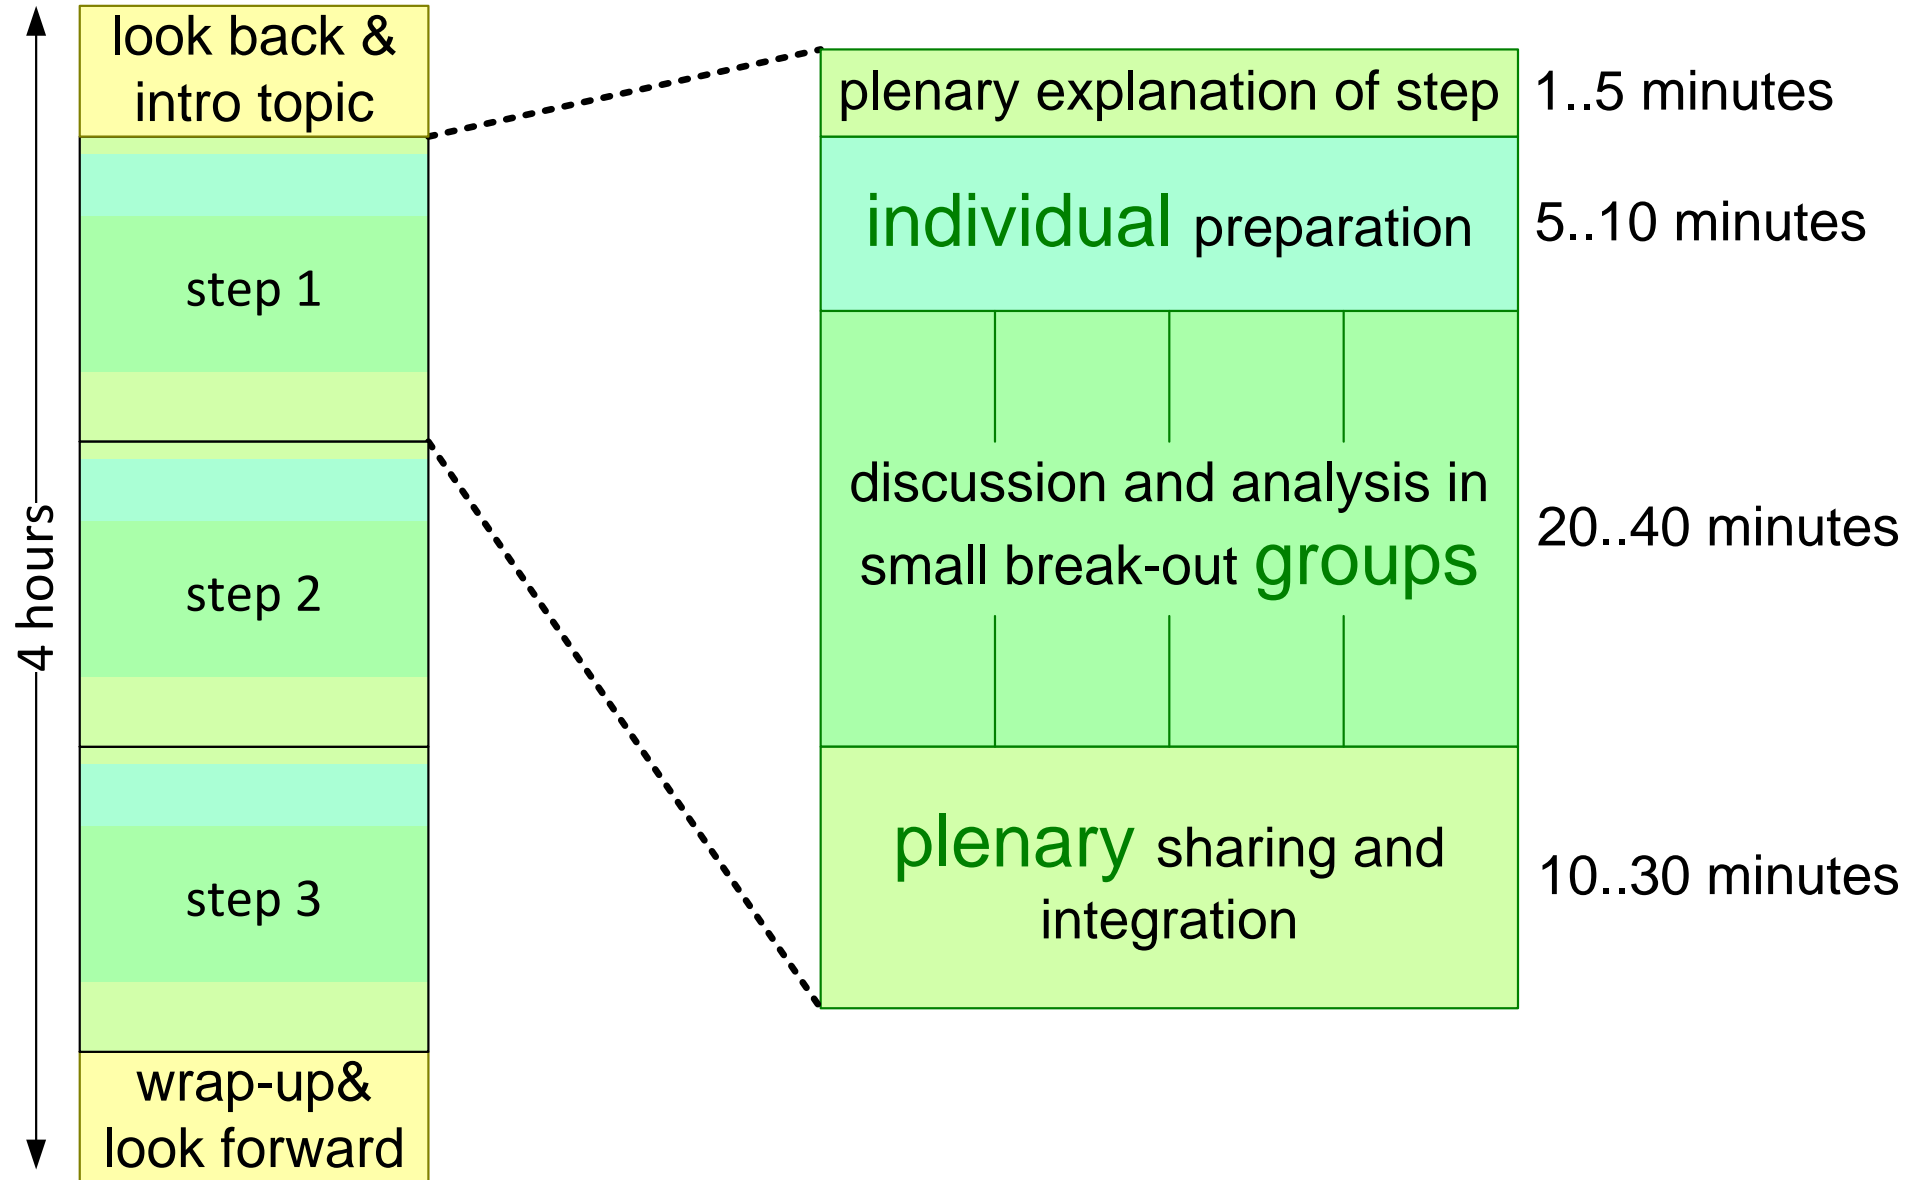 4 hours
look back &
intro topic
step 1
step 2
step 3
wrap-up&
look forward
plenary explanation of step
1..5 minutes
individual preparation
5..10 minutes
discussion and analysis in
small break-out groups
20..40 minutes
plenary sharing and
integration
10..30 minutes